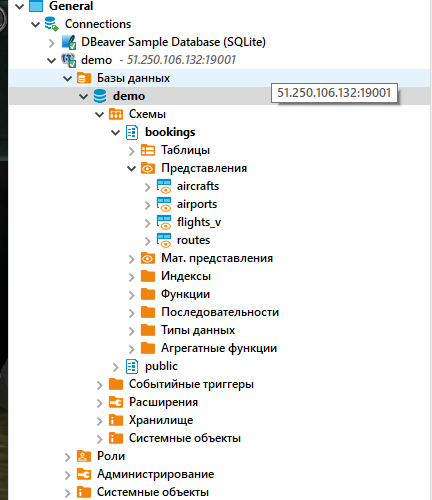 General
Connections
DBeaver Sample Database (SQLite)
demo - 51.250.106.132:19001
Базы данных
51.250.106.132:19001
demo
Схемы
bookings
Таблицы
Представления
aircrafts
airports
flights_v
routes
Мат. представления
Индексы
Функции
Последовательности
Типы данных
Агрегатные функции
public
Событийные триггеры
Расширения
Хранилище
Системные объекты
Роли
Администрирование
Системные объекты